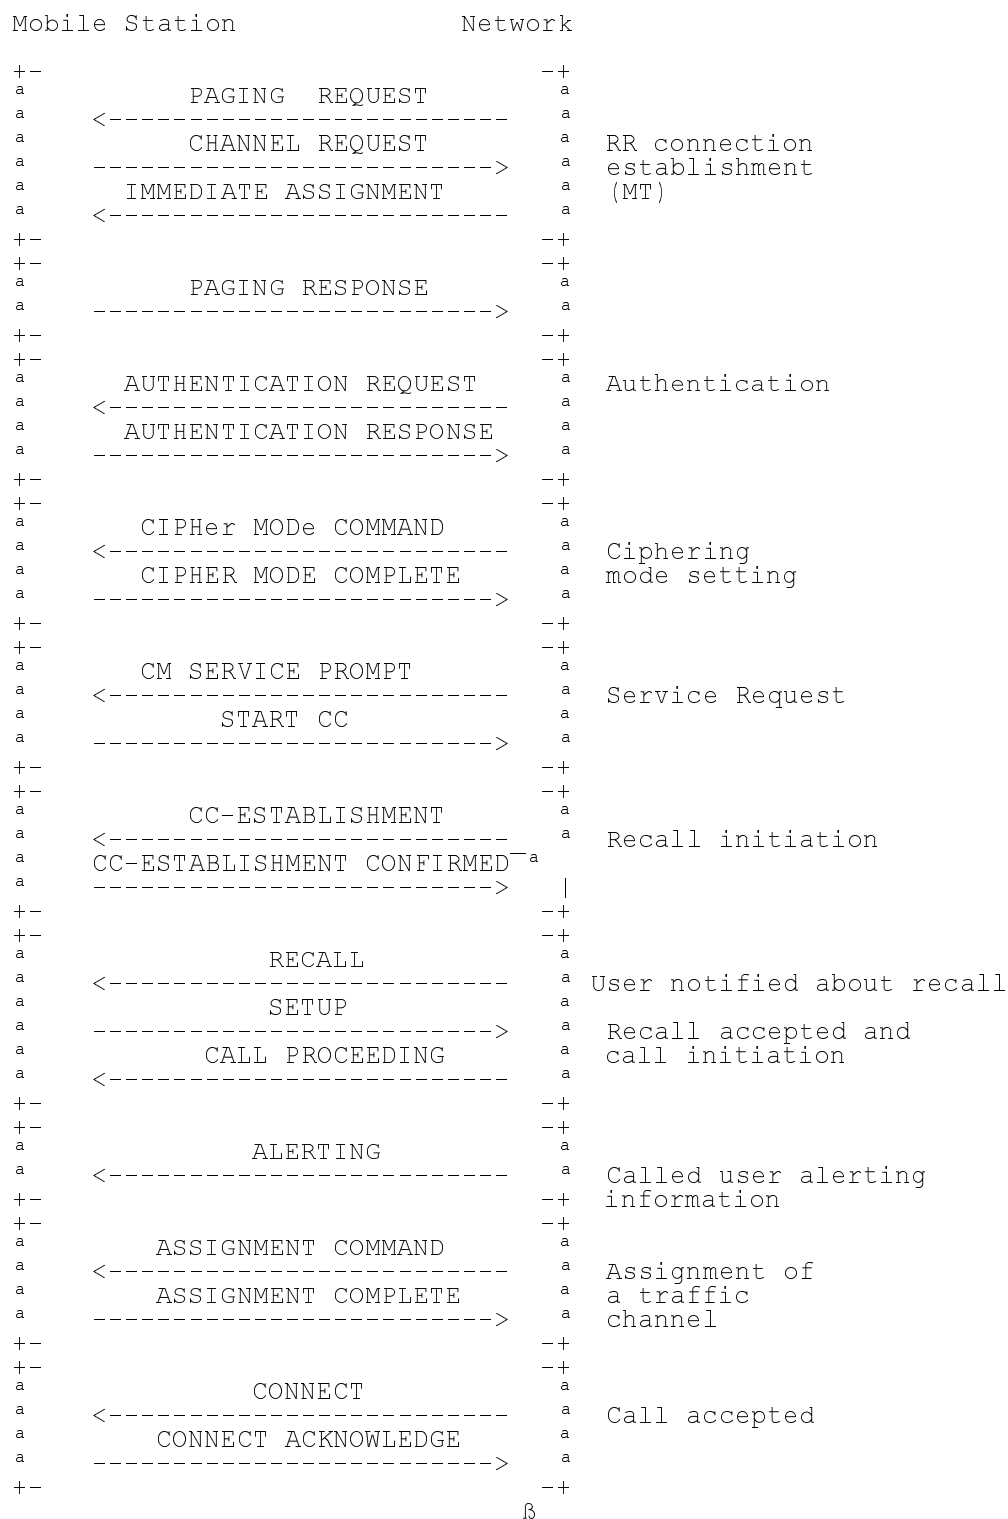 Mobile Station Network
+- -+
a PAGING REQUEST a
a <------------------------- a
a CHANNEL REQUEST a RR connection
a -------------------------> a establishment
a IMMEDIATE ASSIGNMENT a (MT)
a <------------------------- a
+- -+
+- -+
a PAGING RESPONSE a
a -------------------------> a
+- -+
+- -+
a AUTHENTICATION REQUEST a Authentication
a <------------------------- a
a AUTHENTICATION RESPONSE a
a -------------------------> a
+- -+
+- -+
a CIPHer MODe COMMAND a
a <------------------------- a Ciphering
a CIPHER MODE COMPLETE a mode setting
a -------------------------> a
+- -+
+- -+
a CM SERVICE PROMPT a
a <------------------------- a Service Request
a START CC a
a -------------------------> a
+- -+
+- -+
a CC-ESTABLISHMENT a
a <------------------------- a Recall initiation
a CC-ESTABLISHMENT CONFIRMED¯a
a -------------------------> |
+- -+
+- -+
a RECALL a
a <------------------------- a User notified about recall
a SETUP a
a -------------------------> a Recall accepted and
a CALL PROCEEDING a call initiation
a <------------------------- a
+- -+
+- -+
a ALERTING a
a <------------------------- a Called user alerting
+- -+ information
+- -+
a ASSIGNMENT COMMAND a
a <------------------------- a Assignment of
a ASSIGNMENT COMPLETE a a traffic
a -------------------------> a channel
+- -+
+- -+
a CONNECT a
a <------------------------- a Call accepted
a CONNECT ACKNOWLEDGE a
a -------------------------> a
+- -+
ß